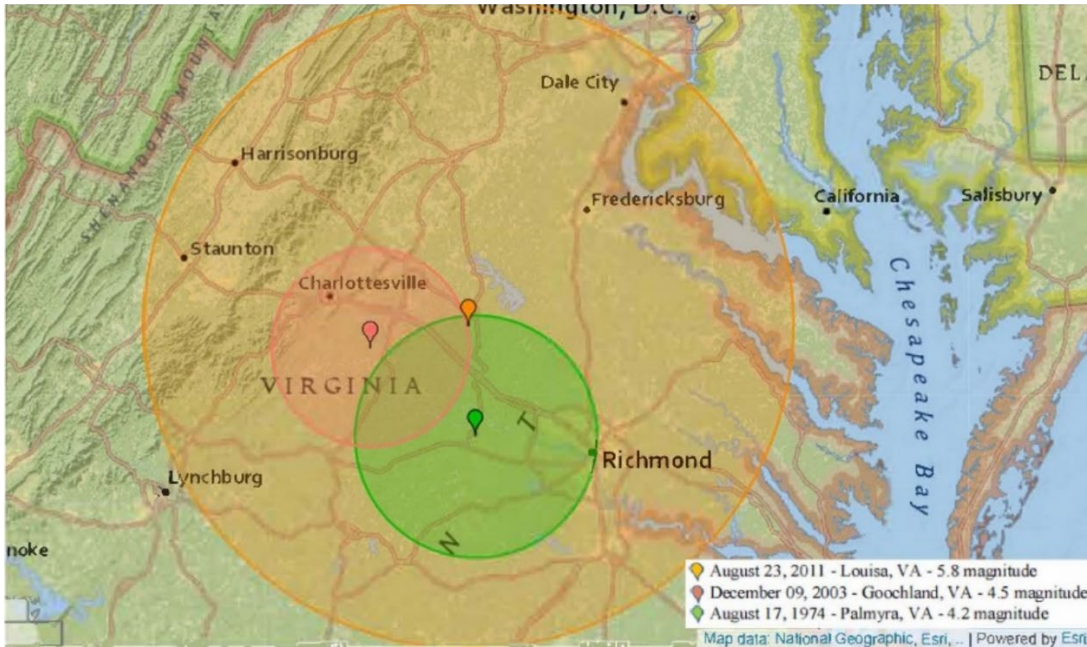 Washington, D.C.
DEL
Dale City
SHENANDOAH MOUNTA
Harrisonburg
Fredericksburg
California
Salisbury
Staunton
Charlottesville
Chesapeake Bay
VIRGINIA
T
Richmond
Lynchburg
N
noke
August 23, 2011 - Louisa, VA - 5.8 magnitude
December 09, 2003 - Goochland, VA - 4.5 magnitude
August 17, 1974 - Palmyra, VA - 4.2 magnitude
Map data: National Geographic, Esri, .. | Powered by Esri